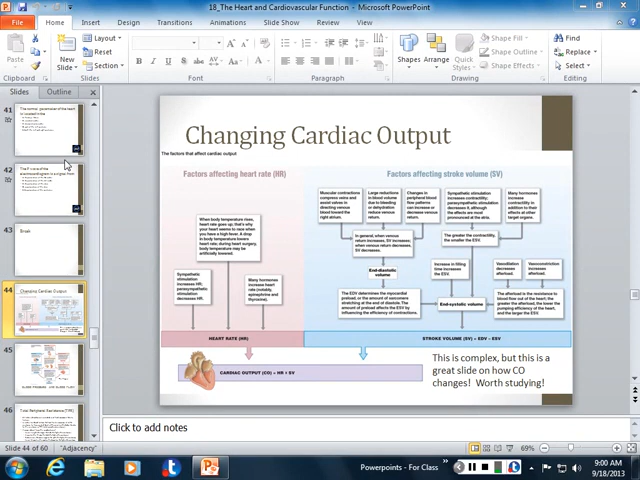 18_The Heart and Cardiovascular Function - Microsoft PowerPoint
File Home Insert Design Transitions Animations Slide Show Review View
Paste
New
Slide
Layout
Reset
Section
B I U S
Shapes
Arrange
Quick
Styles
Shape Fill
Shape Outline
Shape Effects
Find
Replace
Select
Clipboard Slides Font Paragraph Drawing Editing
Slides Outline
41
42
43
Break
44
Changing Cardiac Output
45
46
Total Peripheral Resistance (TPR)
Changing Cardiac Output
The factors that affect cardiac output
Factors affecting heart rate (HR)
Factors affecting stroke volume (SV)
When body temperature rises,
heart rate goes up; that's why
your heart seems to race when
you have a high fever. A drop
in body temperature lowers
heart rate; during heart surgery,
body temperature may be
artificially lowered.
Sympathetic
stimulation
increases HR;
parasympathetic
stimulation
decreases HR.
Many hormones
increase heart
rate (notably,
epinephrine and
thyroxine).
Muscular contractions
compress veins and
assist valves in
directing venous
blood toward the
right atrium.
Large reductions
in blood volume
due to bleeding
or dehydration
reduce venous
return.
Changes in
peripheral blood
flow patterns can
increase or
decrease venous
return.
Sympathetic stimulation
increases contractility;
parasympathetic stimulation
decreases it, although
the effects are most
pronounced at the atria.
Many hormones
increase contractility
in addition to their
effects at other
target organs.
In general, when venous
return increases, SV increases;
when venous return decreases,
SV decreases.
The greater the contractility,
the smaller the ESV.
End-diastolic
volume
Increase in filling
time increases
the EDV.
Vasodilation
decreases
afterload.
Vasoconstriction
increases
afterload.
The EDV determines the myocardial
preload, or the amount of sarcomere
stretching at the end of diastole. The
amount of preload affects the SV by
influencing the efficiency of contractions.
End-systolic volume
The afterload is the resistance to
blood flow out of the heart; the greater the
afterload, the lower the pumping efficiency
of the heart, and the larger the ESV.
HEART RATE (HR)
STROKE VOLUME (SV) = EDV – ESV
CARDIAC OUTPUT (CO) = HR × SV
This is complex, but this is a
great slide on how CO
changes! Worth studying!
Click to add notes
Slide 44 of 60 "Adjacency" 69%
Powerpoints - For Class
9:00 AM
9/18/2013